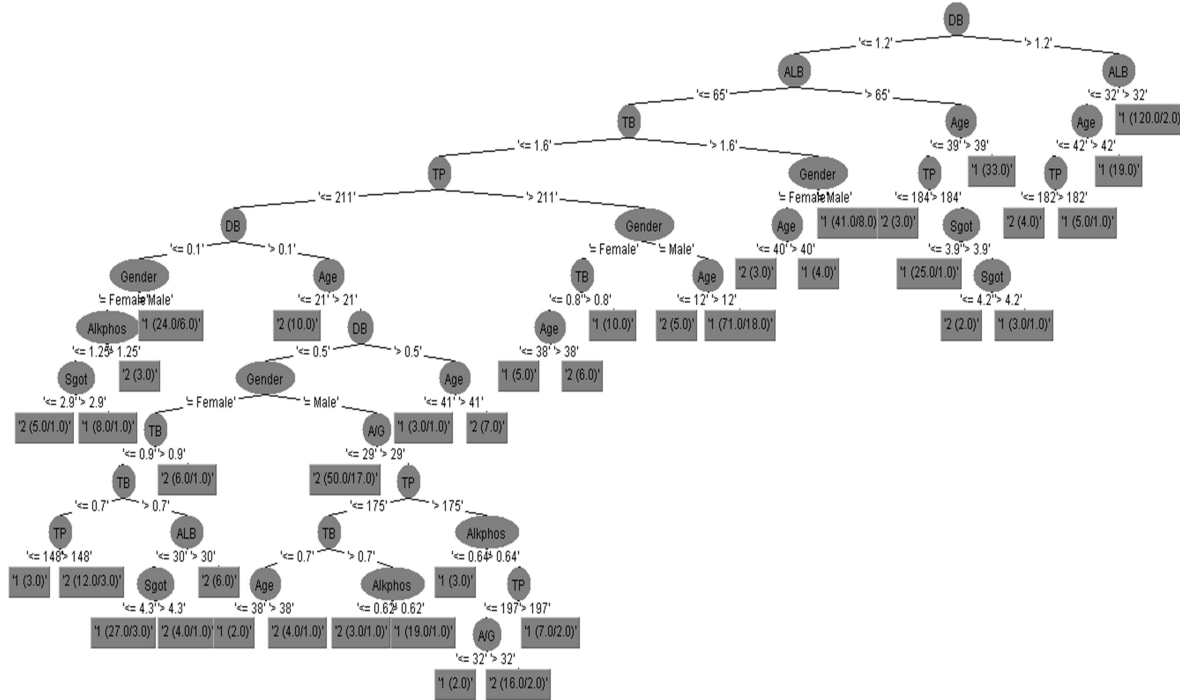 DB
'<= 1.2' '> 1.2'
ALB ALB
'<= 65' '> 65' '<= 32' '> 32'
TB Age Age '1 (120.0/2.0)'
'<= 1.6' '> 1.6' '<= 39' '> 39' '<= 42' '> 42'
TP Gender TP '1 (33.0)' TP '1 (19.0)'
'<= 211' '> 211' '= Female' '= Male' '<= 184' '> 184' '<= 182' '> 182'
DB Gender Age '1 (41.0/8.0)' '2 (3.0)' Sgot '2 (4.0)' '1 (5.0/1.0)'
'<= 0.1' '> 0.1' '= Female' '= Male' '<= 40' '> 40' '<= 3.9' '> 3.9'
Gender Age TB Age '2 (3.0)' '1 (4.0)' '1 (25.0/1.0)' Sgot
'= Female' '= Male' '<= 21' '> 21' '<= 0.8' '> 0.8' '<= 12' '> 12' '<= 4.2' '> 4.2'
Alkphos '1 (24.0/6.0)' '2 (10.0)' DB Age '1 (10.0)' '2 (5.0)' '1 (71.0/18.0)' '2 (2.0)' '1 (3.0/1.0)'
'<= 1.25' '> 1.25' '<= 0.5' '> 0.5' '<= 38' '> 38'
Sgot '2 (3.0)' Gender Age '1 (5.0)' '2 (6.0)'
'<= 2.9' '> 2.9' '= Female' '= Male' '<= 41' '> 41'
'2 (5.0/1.0)' '1 (8.0/1.0)' TB A/G '1 (3.0/1.0)' '2 (7.0)'
'<= 0.9' '> 0.9' '<= 29' '> 29'
TB '2 (6.0/1.0)' '2 (50.0/17.0)' TP
'<= 0.7' '> 0.7' '<= 175' '> 175'
TP ALB TB Alkphos
'<= 148' '> 148' '<= 30' '> 30' '<= 0.7' '> 0.7' '<= 0.64' '> 0.64'
'1 (3.0)' '2 (12.0/3.0)' Sgot '2 (6.0)' Age Alkphos '1 (3.0)' TP
'<= 4.3' '> 4.3' '<= 38' '> 38' '<= 0.62' '> 0.62' '<= 197' '> 197'
'1 (27.0/3.0)' '2 (4.0/1.0)' '1 (2.0)' '2 (4.0/1.0)' '2 (3.0/1.0)' '1 (19.0/1.0)' A/G '1 (7.0/2.0)'
'<= 32' '> 32'
'1 (2.0)' '2 (16.0/2.0)'